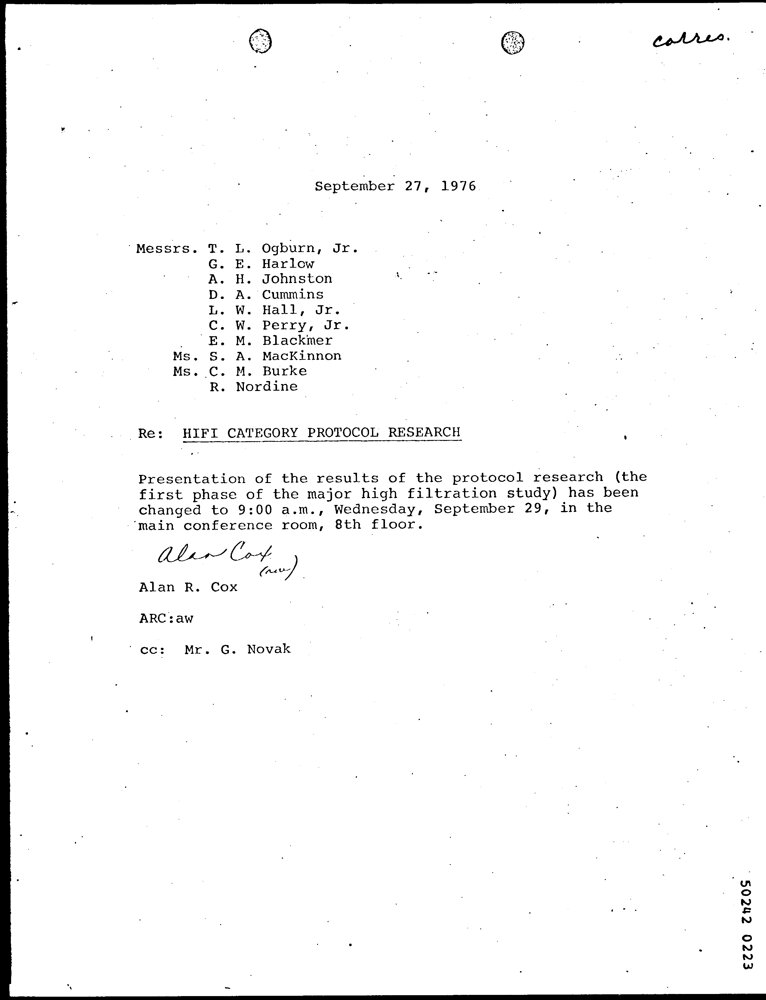 corres.
September 27, 1976
Messrs. T. L. Ogburn, Jr.
G. E. Harlow
A. H. Johnston
D. A. Cummins
L. W. Hall, Jr.
C. W. Perry, Jr.
E. M. Blackmer
Ms. S. A. MacKinnon
Ms. C. M. Burke
R. Nordine
Re: HIFI CATEGORY PROTOCOL RESEARCH
Presentation of the results of the protocol research (the
first phase of the major high filtration study) has been
changed to 9:00 a.m., Wednesday, September 29, in the
main conference room, 8th floor.
Alan Cox
Alan R. Cox
ARC:aw
cc: Mr. G. Novak
50242 0223